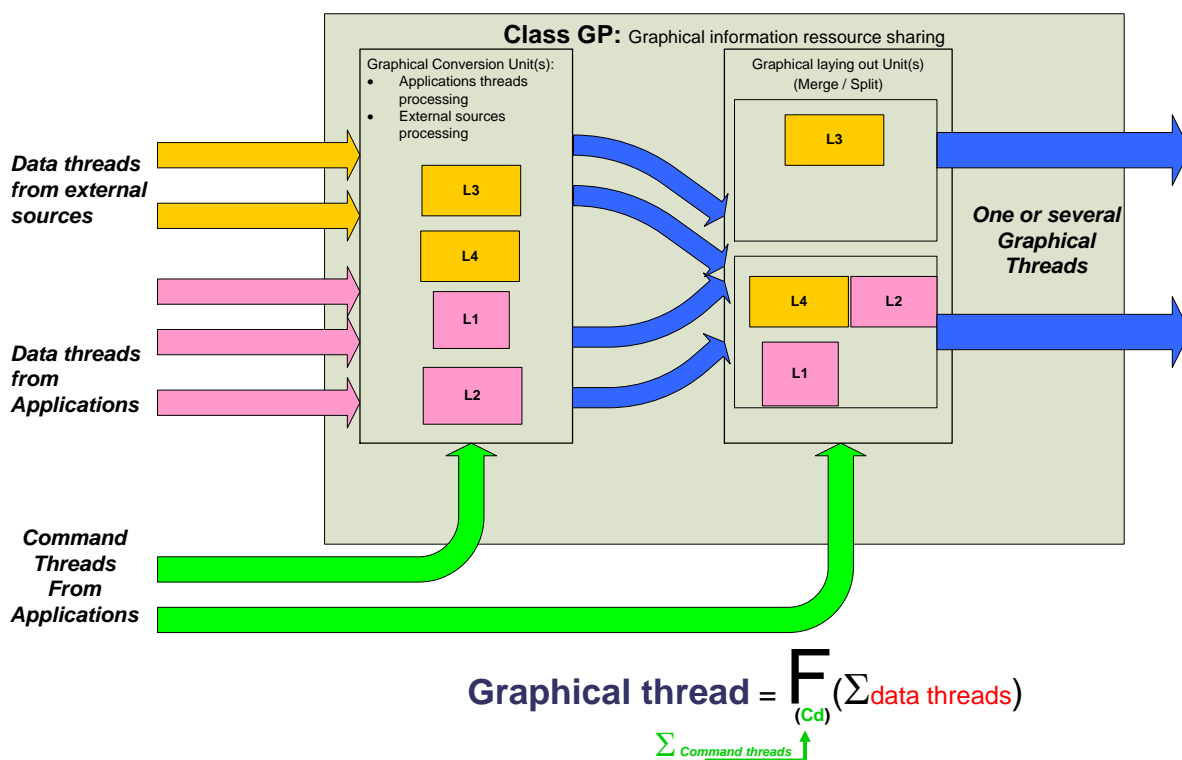 Class GP: Graphical information ressource sharing
Graphical Conversion Unit(s):
• Applications threads
processing
• External sources
processing
Graphical laying out Unit(s)
(Merge / Split)
Data threads
from external
sources
L3
L4
L1
L2
L3
L4
L2
L1
One or several
Graphical
Threads
Data threads
from
Applications
Command
Threads
From
Applications
Graphical thread = F(Σdata threads)
(Cd)
Σ Command threads